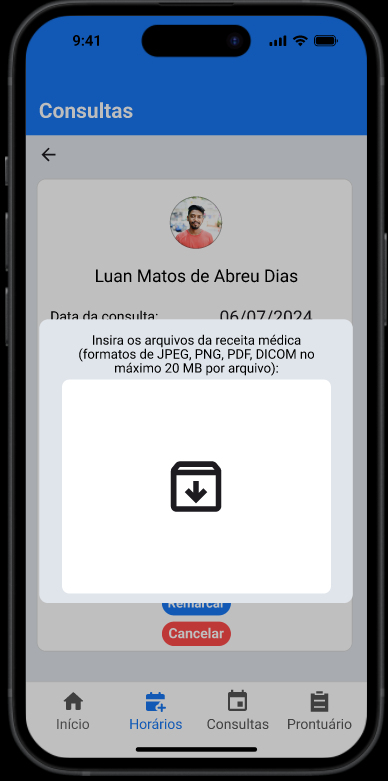 9:41
Consultas
Luan Matos de Abreu Dias
Data da consulta: 06/07/2024
Insira os arquivos da receita médica
(formatos de JPEG, PNG, PDF, DICOM no
máximo 20 MB por arquivo):
Remarcar
Cancelar
Início Horários Consultas Prontuário